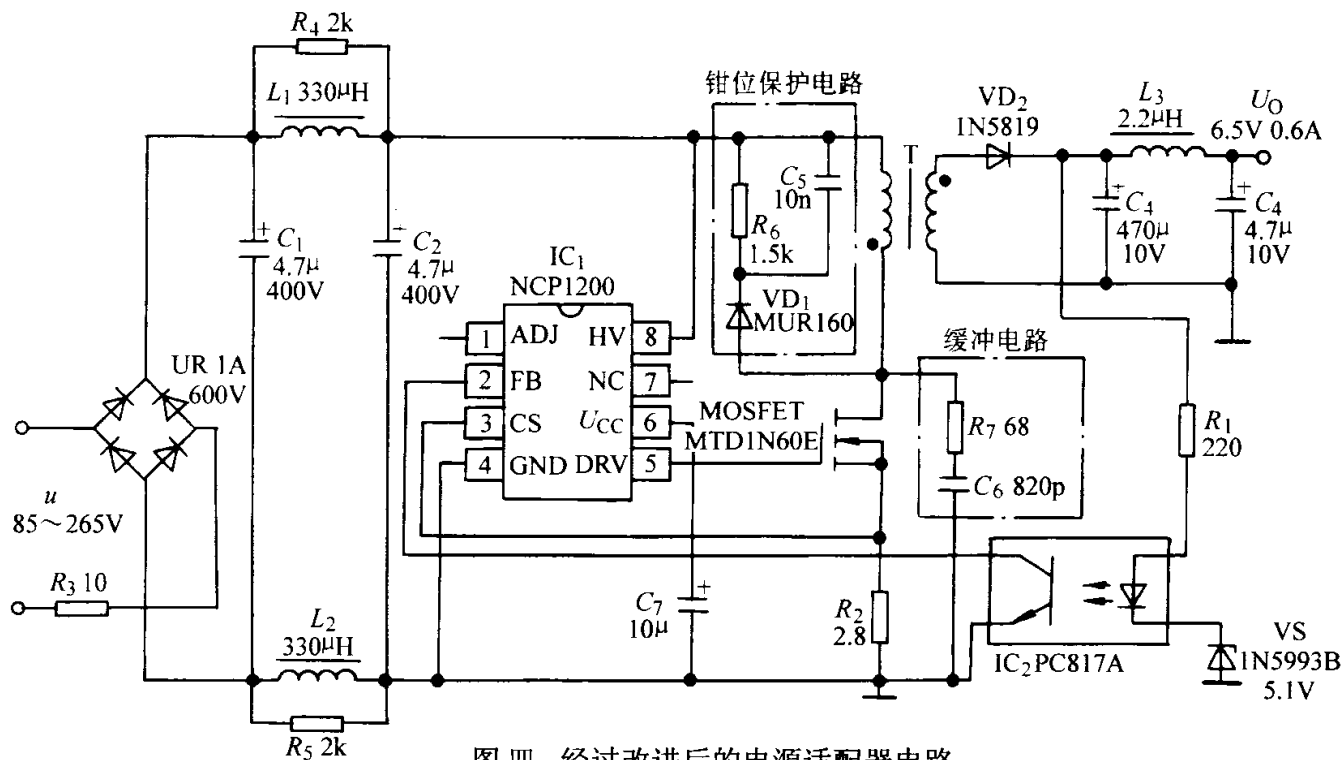 R4 2k
L1 330μH
钳位保护电路
VD2
1N5819
L3
2.2μH
UO
6.5V 0.6A
T
C5
10n
R6
1.5k
C4
470μ
10V
C4
4.7μ
10V
C1
4.7μ
400V
C2
4.7μ
400V
IC1
NCP1200
VD1
MUR160
1 ADJ HV 8
2 FB NC 7
3 CS UCC 6
4 GND DRV 5
缓冲电路
UR 1A
600V
MOSFET
MTD1N60E
R7 68
C6 820p
R1
220
u
85～265V
R3 10
L2
330μH
C7
10μ
R2
2.8
IC2 PC817A
VS
1N5993B
5.1V
R5 2k